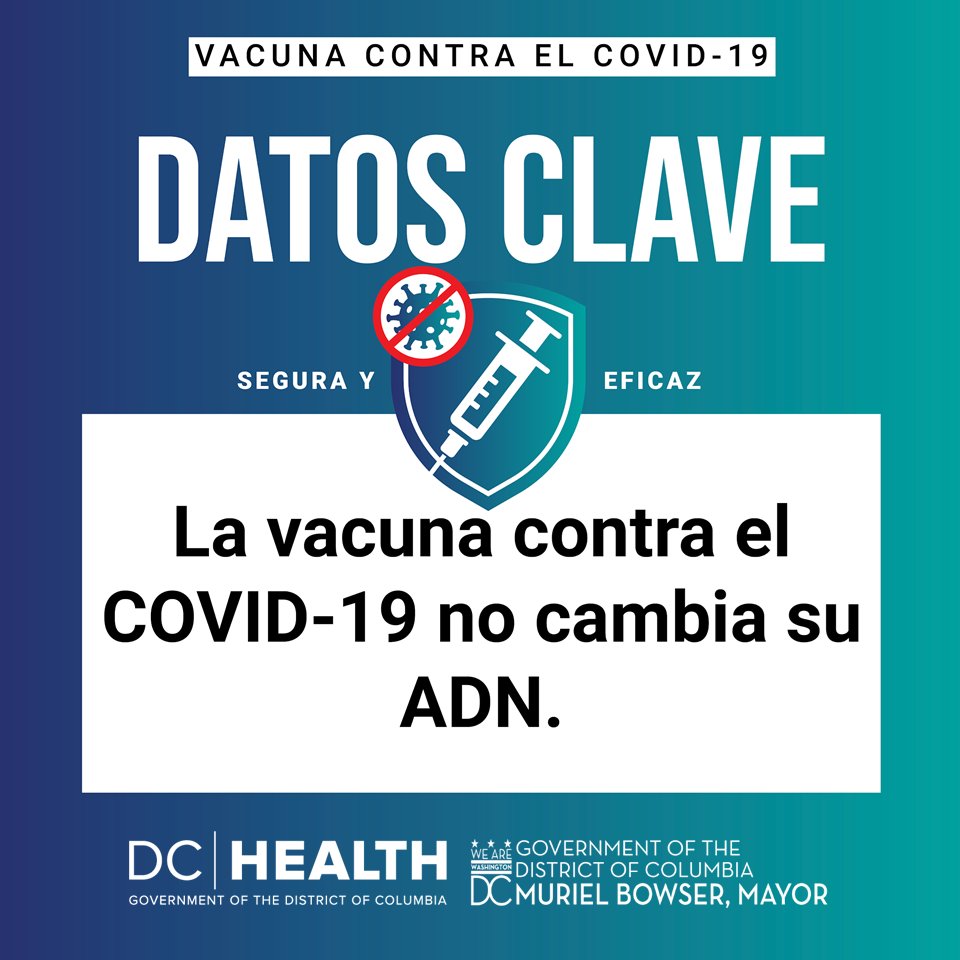 VACUNA CONTRA EL COVID-19
DATOS CLAVE
SEGURA Y EFICAZ
La vacuna contra el
COVID-19 no cambia su
ADN.
DC HEALTH
GOVERNMENT OF THE DISTRICT OF COLUMBIA
WE ARE
WASHINGTON
DC
GOVERNMENT OF THE
DISTRICT OF COLUMBIA
MURIEL BOWSER, MAYOR